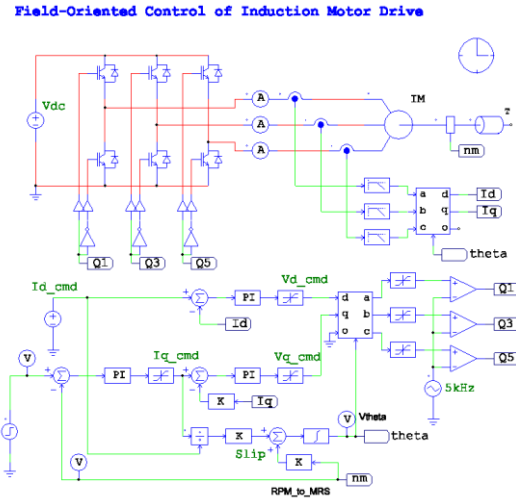 Field-Oriented Control of Induction Motor Drive
Vdc
A
IM
A
A
T
nm
a d Id
b q Iq
c o
theta
Q1 Q3 Q5
Id_cmd
Vd_cmd
PI
Id
d a
q b
o c
Q1
Q3
Q5
V
Iq_cmd
Vq_cmd
PI
PI
K Iq
5kHz
V Vtheta
K
theta
Slip
V
K
nm
RPM_to_MRS